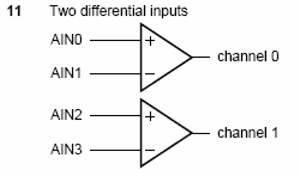 11 Two differential inputs
AIN0
+
channel 0
AIN1
−
AIN2
+
channel 1
AIN3
−